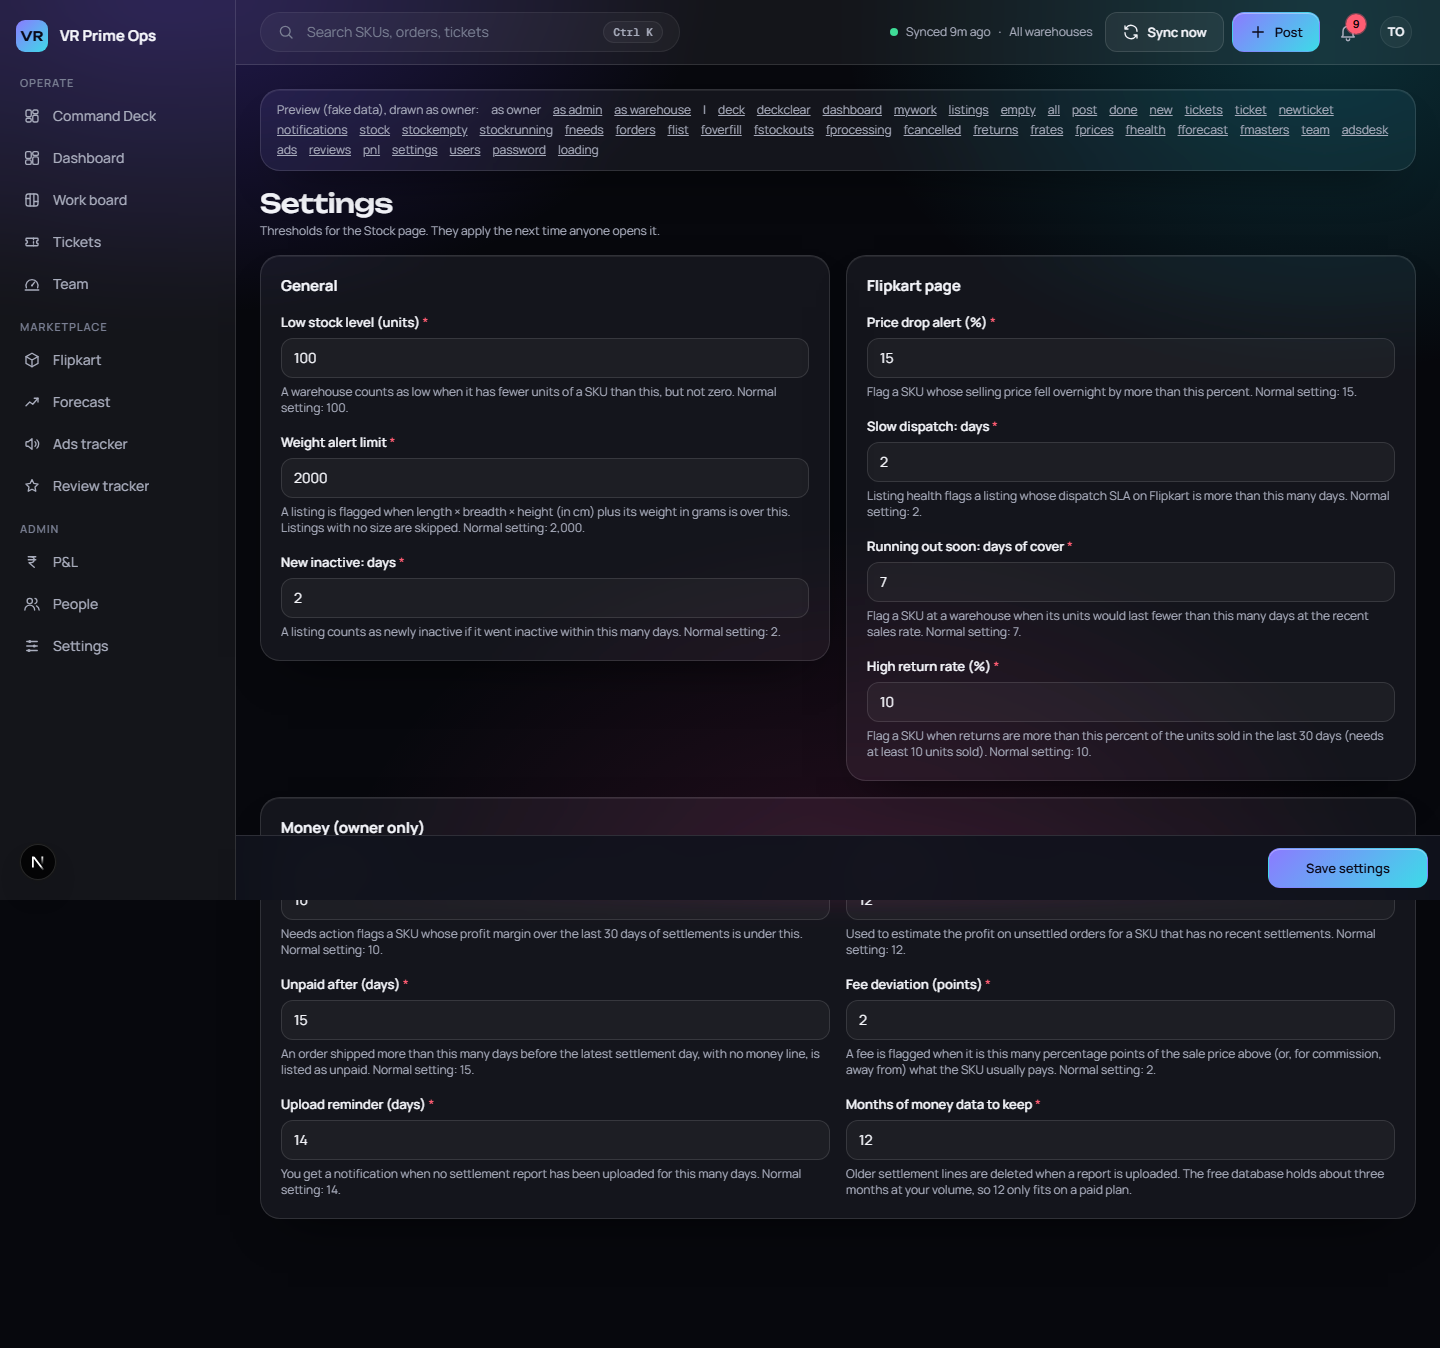 VR
VR Prime Ops
Search SKUs, orders, tickets
Ctrl K
Synced 9m ago · All warehouses
Sync now
+ Post
9
TO
OPERATE
Command Deck
Dashboard
Work board
Tickets
Team
MARKETPLACE
Flipkart
Forecast
Ads tracker
Review tracker
ADMIN
₹ P&L
People
Settings
N
Preview (fake data), drawn as owner: as owner as admin as warehouse | deck deckclear dashboard mywork listings empty all post done new tickets ticket newticket
notifications stock stockempty stockrunning fneeds forders flist foverfill fstockouts fprocessing fcancelled freturns frates fprices fhealth fforecast fmasters team adsdesk
ads reviews pnl settings users password loading
Settings
Thresholds for the Stock page. They apply the next time anyone opens it.
General
Low stock level (units) *
100
A warehouse counts as low when it has fewer units of a SKU than this, but not zero. Normal
setting: 100.
Weight alert limit *
2000
A listing is flagged when length × breadth × height (in cm) plus its weight in grams is over this.
Listings with no size are skipped. Normal setting: 2,000.
New inactive: days *
2
A listing counts as newly inactive if it went inactive within this many days. Normal setting: 2.
Flipkart page
Price drop alert (%) *
15
Flag a SKU whose selling price fell overnight by more than this percent. Normal setting: 15.
Slow dispatch: days *
2
Listing health flags a listing whose dispatch SLA on Flipkart is more than this many days. Normal
setting: 2.
Running out soon: days of cover *
7
Flag a SKU at a warehouse when its units would last fewer than this many days at the recent
sales rate. Normal setting: 7.
High return rate (%) *
10
Flag a SKU when returns are more than this percent of the units sold in the last 30 days (needs
at least 10 units sold). Normal setting: 10.
Money (owner only)
Save settings
10
Needs action flags a SKU whose profit margin over the last 30 days of settlements is under this.
Normal setting: 10.
12
Used to estimate the profit on unsettled orders for a SKU that has no recent settlements. Normal
setting: 12.
Unpaid after (days) *
15
An order shipped more than this many days before the latest settlement day, with no money line, is
listed as unpaid. Normal setting: 15.
Fee deviation (points) *
2
A fee is flagged when it is this many percentage points of the sale price above (or, for commission,
away from) what the SKU usually pays. Normal setting: 2.
Upload reminder (days) *
14
You get a notification when no settlement report has been uploaded for this many days. Normal
setting: 14.
Months of money data to keep *
12
Older settlement lines are deleted when a report is uploaded. The free database holds about three
months at your volume, so 12 only fits on a paid plan.